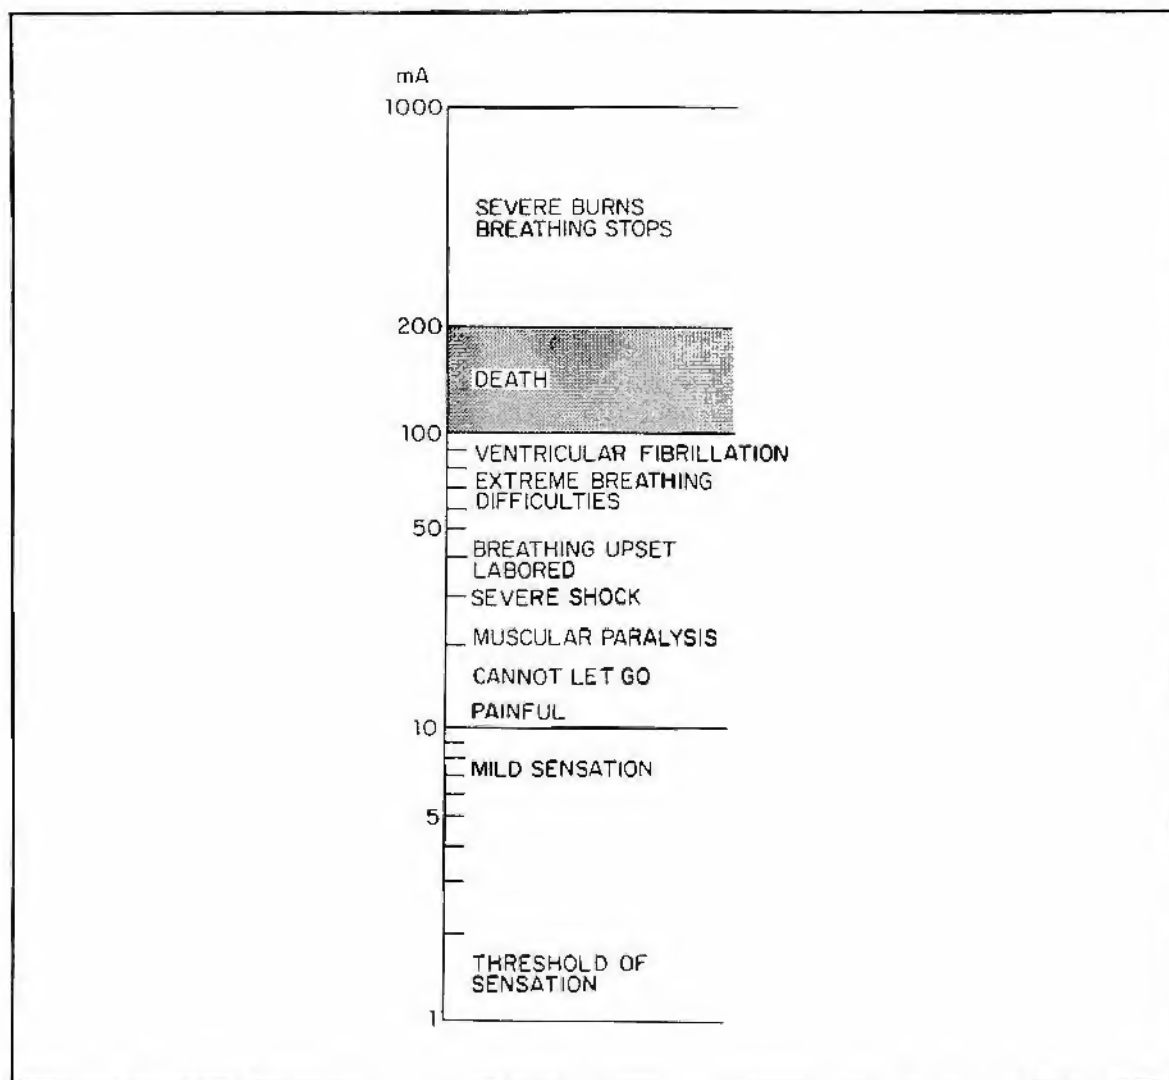 mA
1000
SEVERE BURNS
BREATHING STOPS
200
DEATH
100
VENTRICULAR FIBRILLATION
EXTREME BREATHING
DIFFICULTIES
50
BREATHING UPSET
LABORED
SEVERE SHOCK
MUSCULAR PARALYSIS
CANNOT LET GO
PAINFUL
10
MILD SENSATION
5
THRESHOLD OF
SENSATION
1